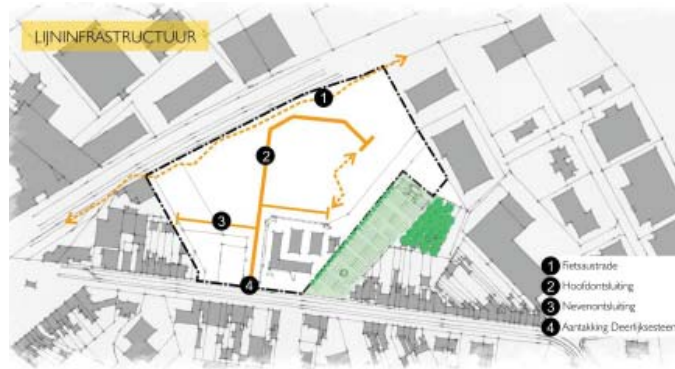 LIJNINFRASTRUCTUUR
1
2
3
4
1 Fietsaustrade
2 Hoofdontsluiting
3 Nevenontsluiting
4 Aantakking Deerlijksesteen